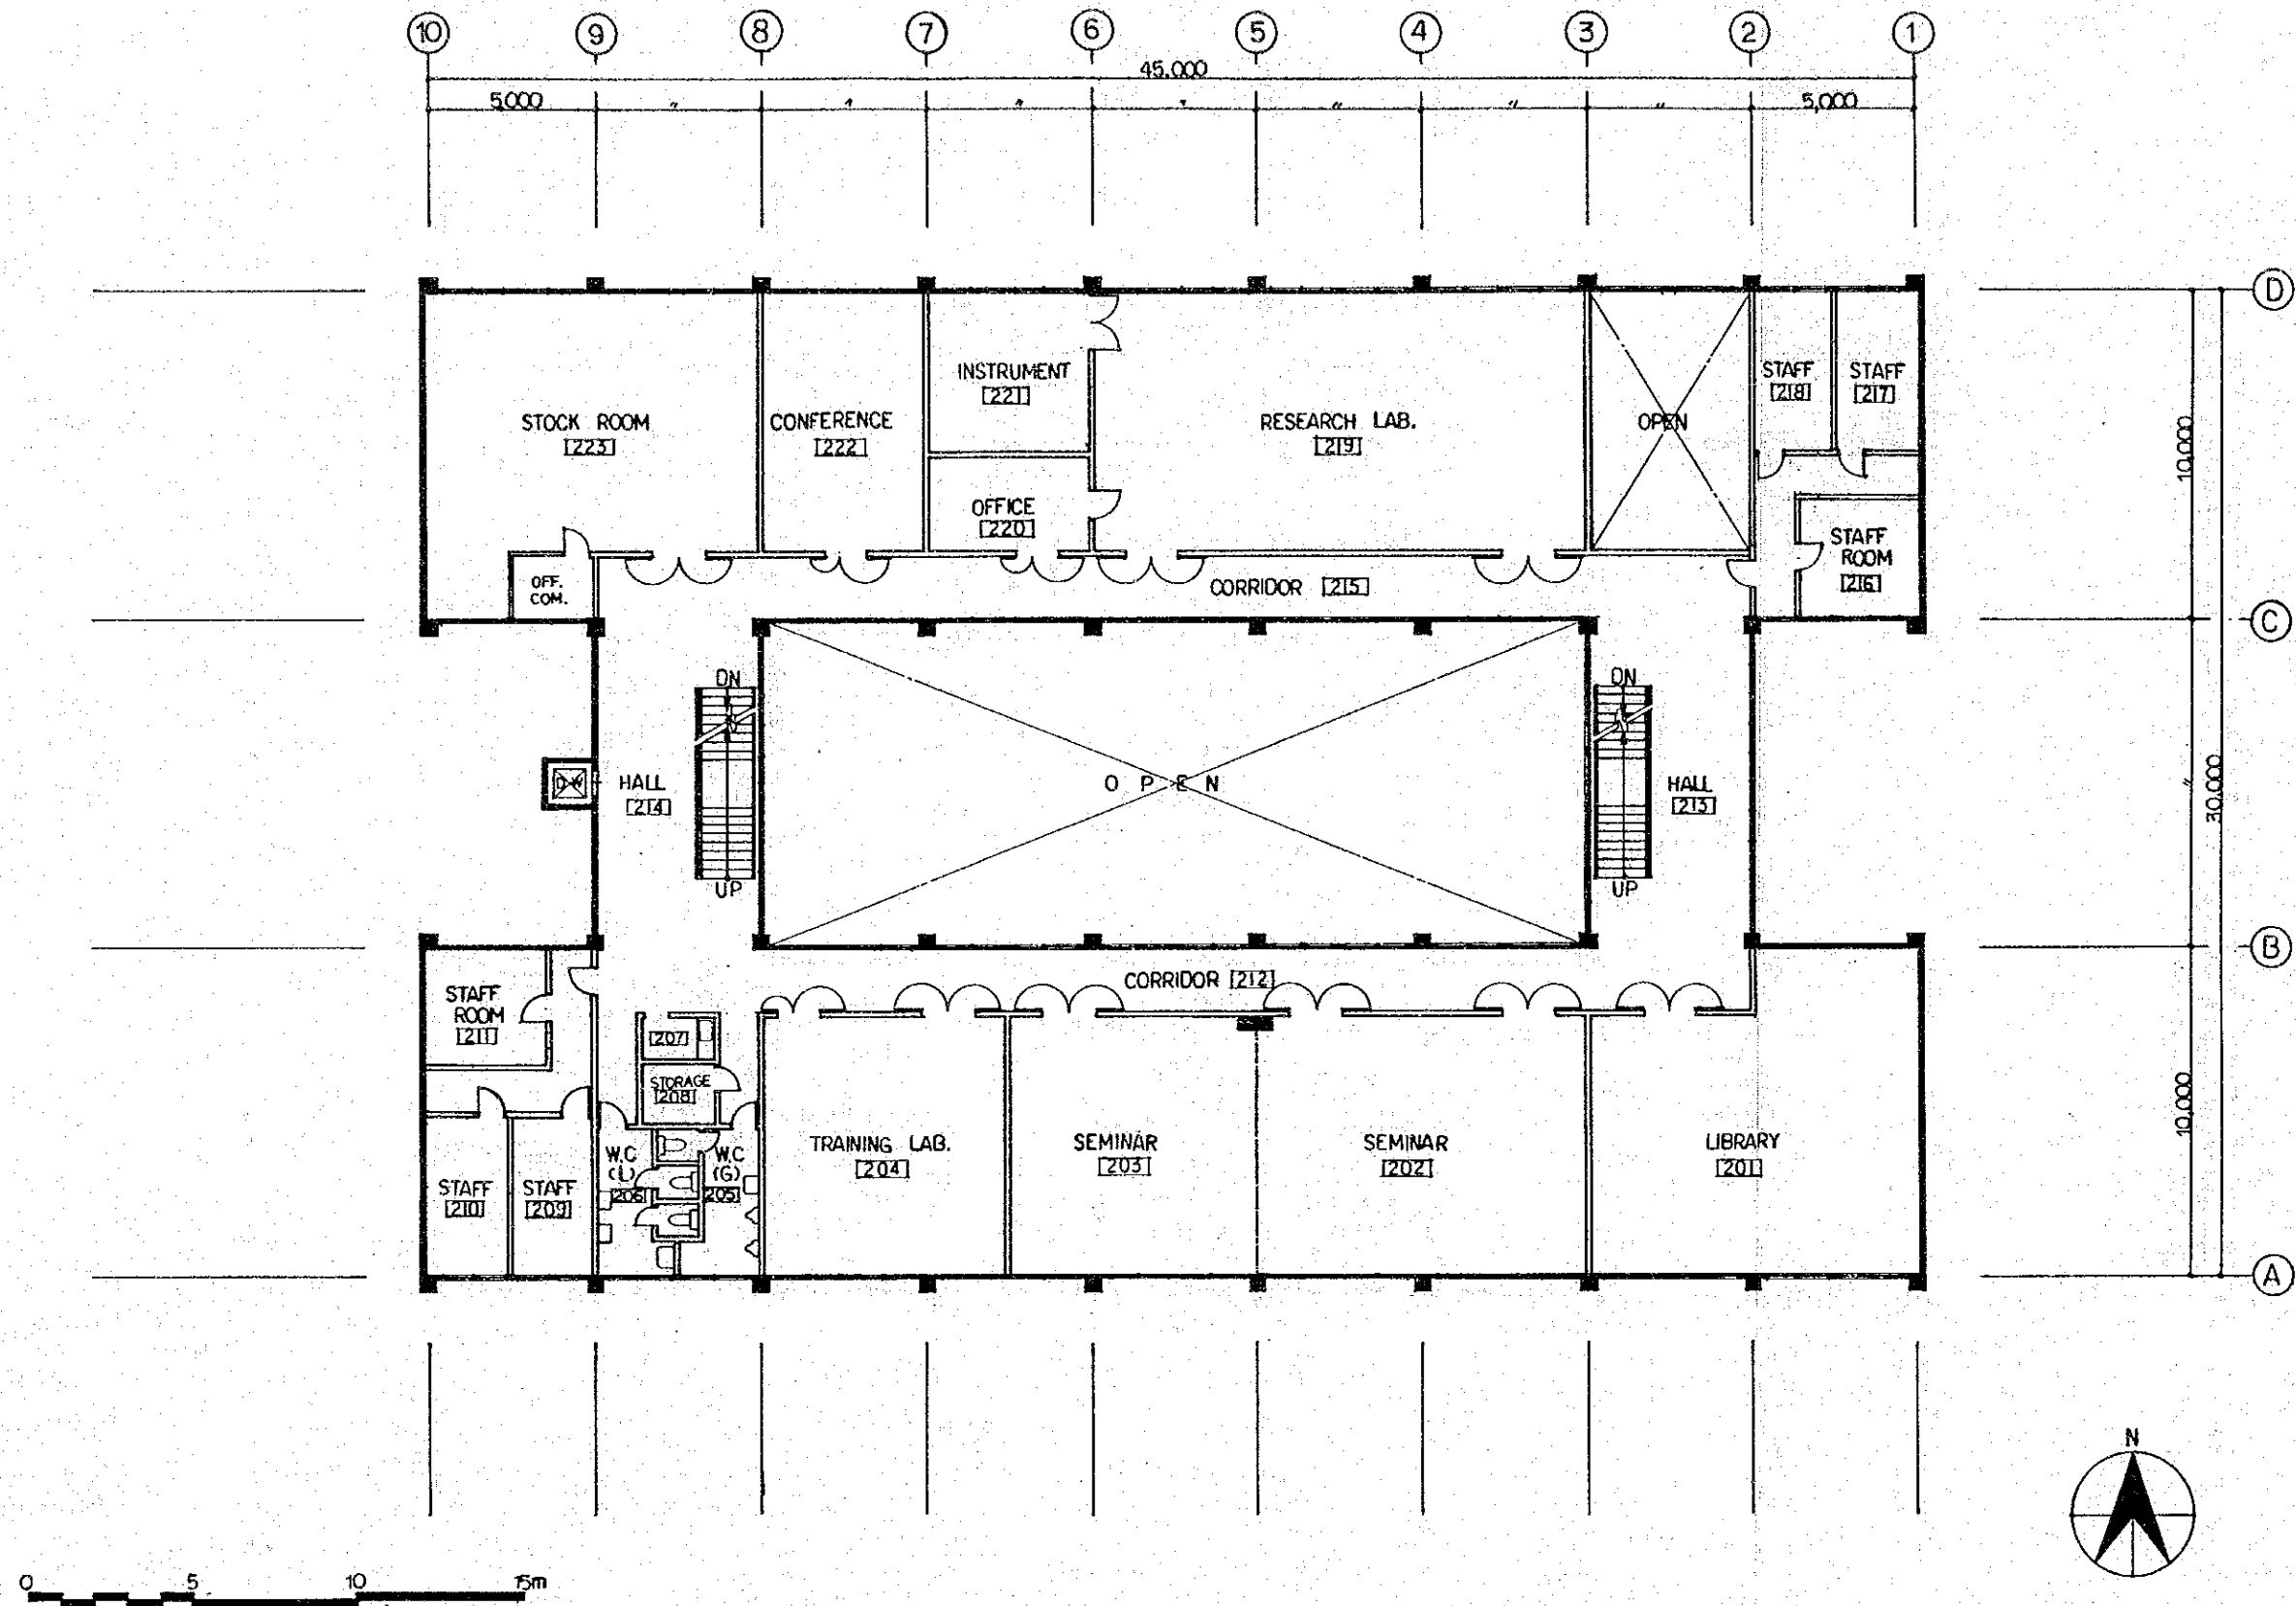 10 9 8 7 6 5 4 3 2 1
45.000
5.000 〃 〃 〃 〃 〃 〃 〃 5,000
D
C
B
A
10,000
〃
10,000
30,000
STOCK ROOM
223
CONFERENCE
222
INSTRUMENT
221
OFFICE
220
RESEARCH LAB.
219
OPEN
STAFF
218
STAFF
217
STAFF
ROOM
216
OFF.
COM.
CORRIDOR 215
DN
UP
HALL
214
D.W
O P E N
DN
UP
HALL
213
CORRIDOR 212
STAFF
ROOM
211
STAFF
210
STAFF
209
207
STORAGE
208
W.C
(L)
206
W.C
(G)
205
TRAINING LAB.
204
SEMINAR
203
SEMINAR
202
LIBRARY
201
N
0 5 10 15m